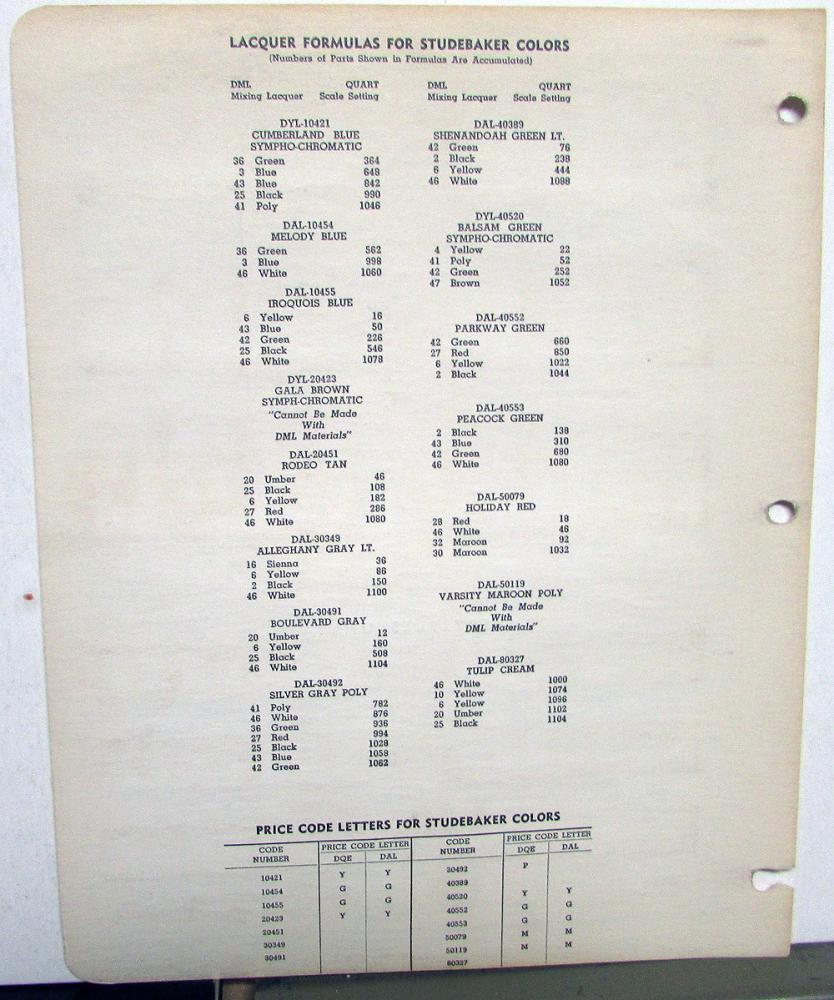 LACQUER FORMULAS FOR STUDEBAKER COLORS
(Numbers of Parts Shown in Formulas Are Accumulated)
DML QUART
Mixing Lacquer Scale Setting
DYL-10421
CUMBERLAND BLUE
SYMPHO-CHROMATIC
36 Green 364
3 Blue 648
43 Blue 842
25 Black 990
41 Poly 1046
DAL-10454
MELODY BLUE
36 Green 562
3 Blue 998
46 White 1060
DAL-10455
IROQUOIS BLUE
6 Yellow 16
43 Blue 50
42 Green 226
25 Black 546
46 White 1078
DYL-20423
GALA BROWN
SYMPH-CHROMATIC
"Cannot Be Made
With
DML Materials"
DAL-20451
RODEO TAN
20 Umber 46
25 Black 108
6 Yellow 182
27 Red 286
46 White 1080
DAL-30349
ALLEGHANY GRAY LT.
16 Sienna 36
6 Yellow 86
2 Black 150
46 White 1100
DAL-30491
BOULEVARD GRAY
20 Umber 12
6 Yellow 160
25 Black 508
46 White 1104
DAL-30492
SILVER GRAY POLY
41 Poly 782
46 White 876
36 Green 936
27 Red 994
25 Black 1028
43 Blue 1058
42 Green 1062
DML QUART
Mixing Lacquer Scale Setting
DAL-40389
SHENANDOAH GREEN LT.
42 Green 76
2 Black 238
6 Yellow 444
46 White 1088
DYL-40520
BALSAM GREEN
SYMPHO-CHROMATIC
4 Yellow 22
41 Poly 52
42 Green 252
47 Brown 1052
DAL-40552
PARKWAY GREEN
42 Green 660
27 Red 850
6 Yellow 1022
2 Black 1044
DAL-40553
PEACOCK GREEN
2 Black 138
43 Blue 310
42 Green 680
46 White 1080
DAL-50079
HOLIDAY RED
28 Red 18
46 White 46
32 Maroon 92
30 Maroon 1032
DAL-50119
VARSITY MAROON POLY
"Cannot Be Made
With
DML Materials"
DAL-80327
TULIP CREAM
46 White 1000
10 Yellow 1074
6 Yellow 1096
20 Umber 1102
25 Black 1104
PRICE CODE LETTERS FOR STUDEBAKER COLORS
CODE NUMBER PRICE CODE LETTER DQE DAL
10421 Y Y
10454 G G
10455 G G
20423 Y Y
20451
30349
30491
CODE NUMBER PRICE CODE LETTER DQE DAL
30492 P
40389
40520 Y Y
40552 G G
40553 G G
50079 M M
50119 M M
80327